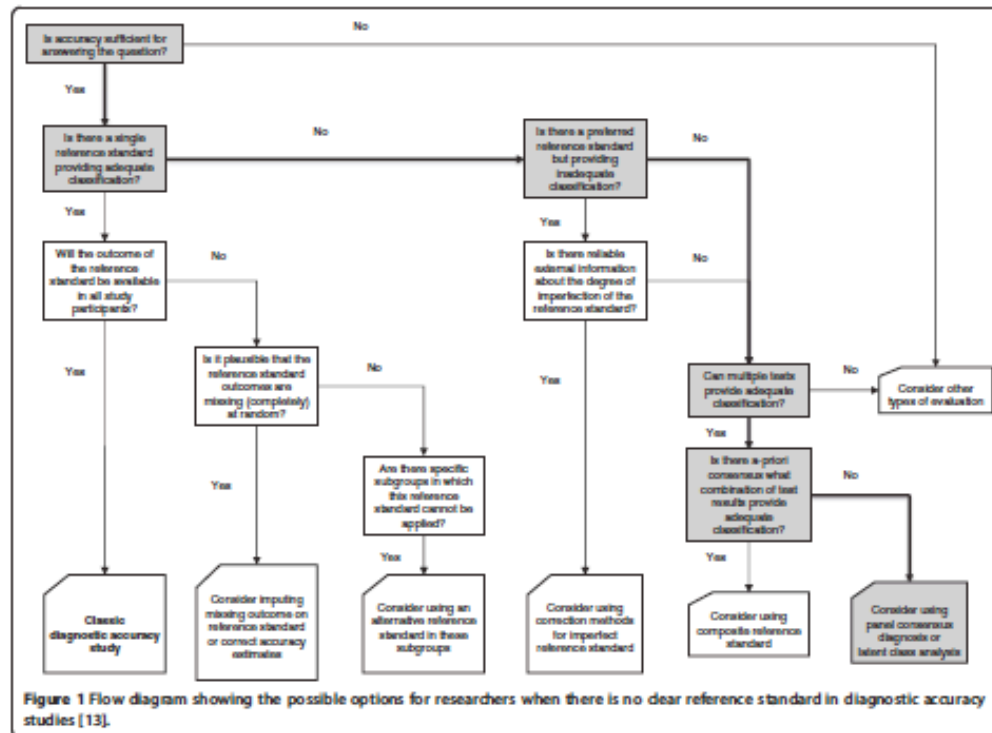 No
Is accuracy sufficient for
answering the question?
Yes
Is there a single
reference standard
providing adequate
classification?
No
Is there a preferred
reference standard
but providing
inadequate
classification?
No
Yes
Yes
Will the outcome of
the reference
standard be available
in all study
participants?
No
Is there reliable
external information
about the degree of
imperfection of the
reference standard?
No
Yes
Is it plausible that the
reference standard
outcomes are
missing (completely)
at random?
No
Yes
Can multiple tests
provide adequate
classification?
No
Consider other
types of evaluation
Yes
Yes
Are there specific
subgroups in which
this reference
standard cannot be
applied?
Is there a-priori
consensus what
combination of test
results provide
adequate
classification?
No
Yes
Yes
Classic
diagnostic accuracy
study
Consider imputing
missing outcome on
reference standard
or correct accuracy
estimates
Consider using an
alternative reference
standard in these
subgroups
Consider using
correction methods
for imperfect
reference standard
Consider using
composite reference
standard
Consider using
panel consensus
diagnosis or
latent class analysis
Figure 1 Flow diagram showing the possible options for researchers when there is no clear reference standard in diagnostic accuracy
studies [13].